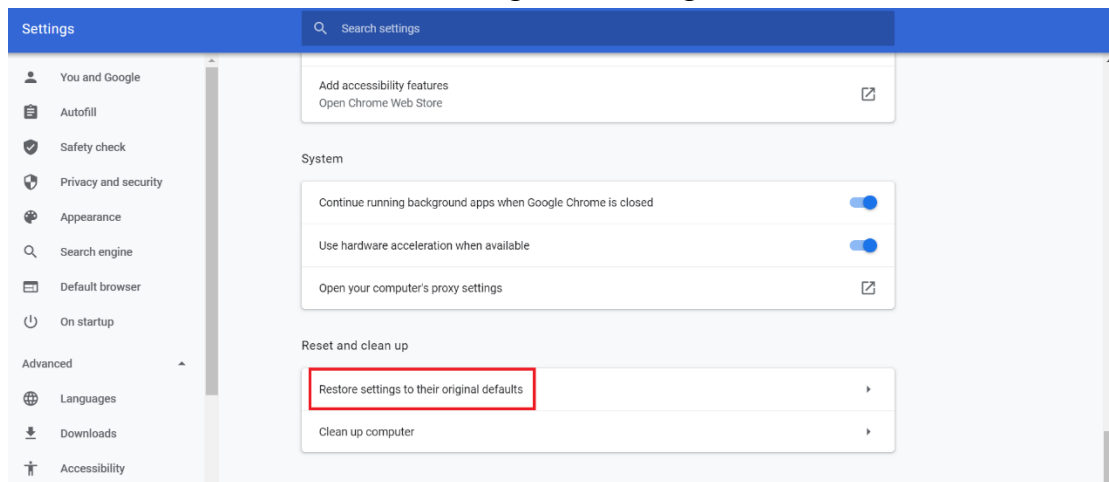 Settings
Search settings
You and Google
Autofill
Safety check
Privacy and security
Appearance
Search engine
Default browser
On startup
Advanced
Languages
Downloads
Accessibility
Add accessibility features
Open Chrome Web Store
System
Continue running background apps when Google Chrome is closed
Use hardware acceleration when available
Open your computer's proxy settings
Reset and clean up
Restore settings to their original defaults
Clean up computer